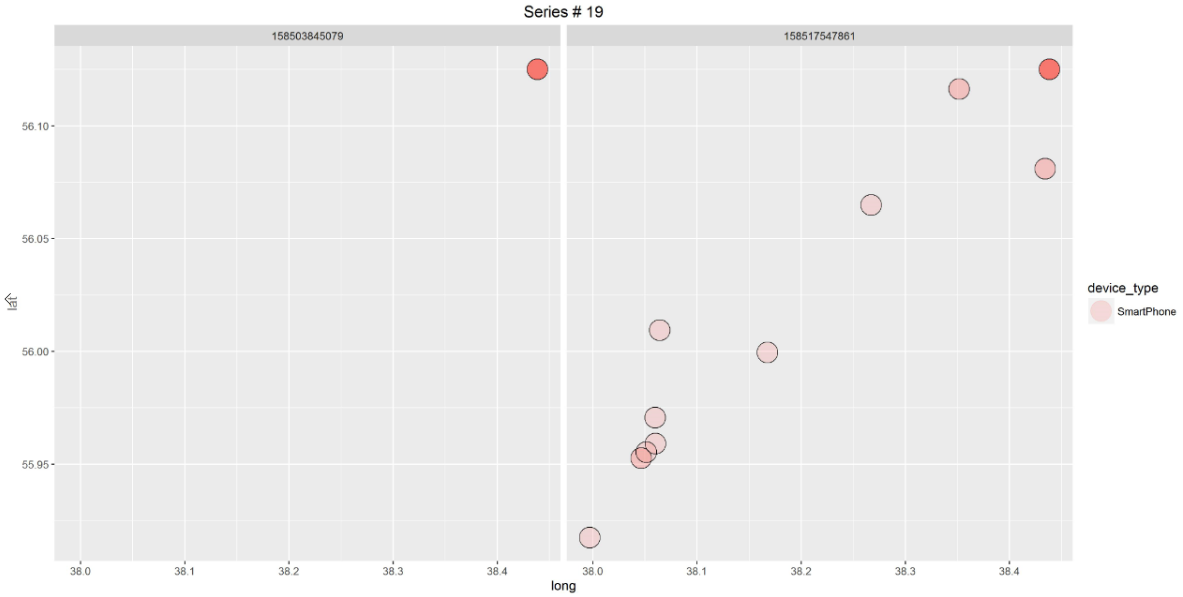 Series # 19
158503845079
158517547861
56.10
56.05
56.00
55.95
lat
38.0 38.1 38.2 38.3 38.4
38.0 38.1 38.2 38.3 38.4
long
device_type
SmartPhone